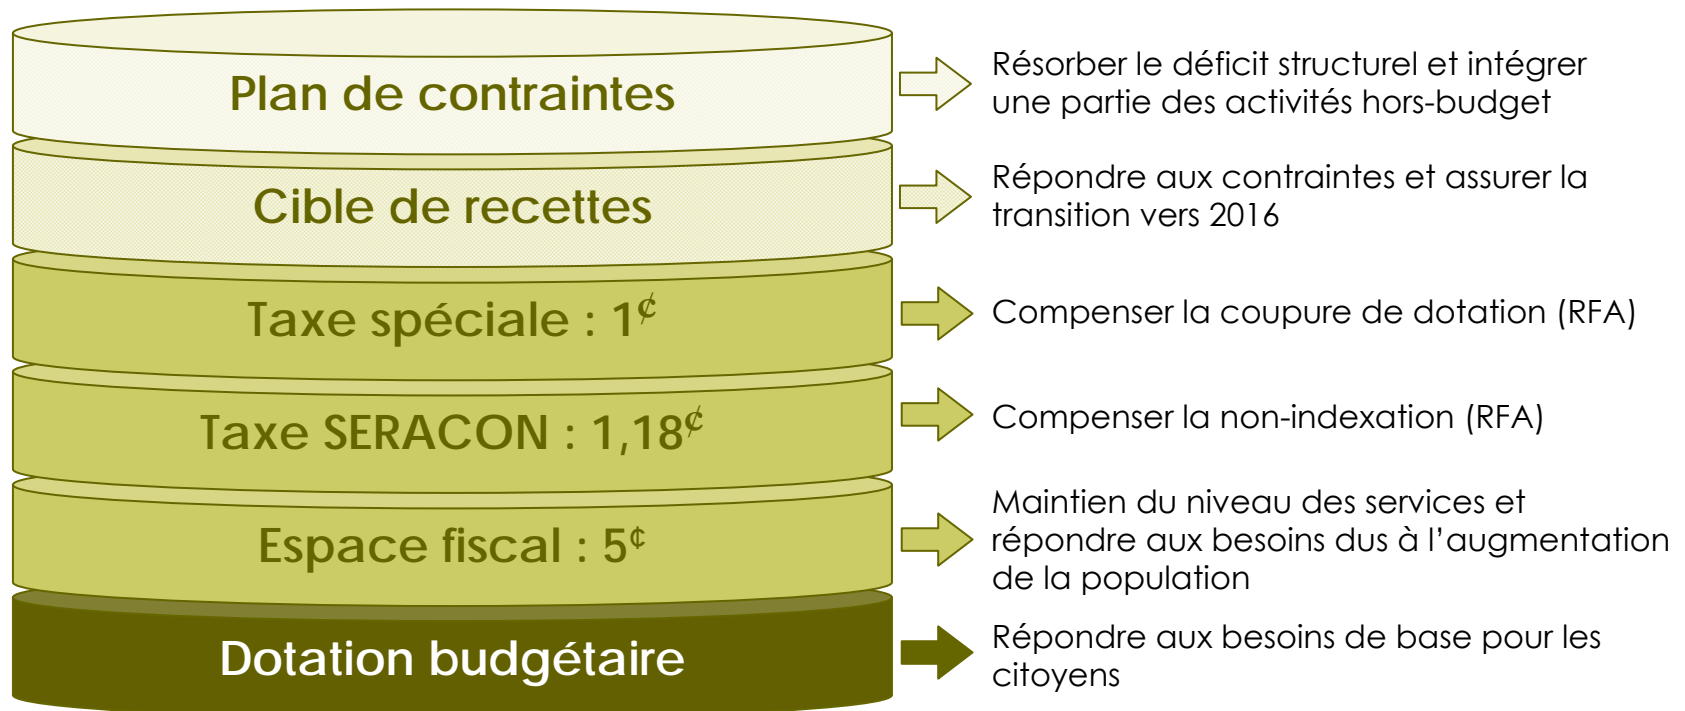 Plan de contraintes
Résorber le déficit structurel et intégrer
une partie des activités hors-budget
Cible de recettes
Répondre aux contraintes et assurer la
transition vers 2016
Taxe spéciale : 1¢
Compenser la coupure de dotation (RFA)
Taxe SERACON : 1,18¢
Compenser la non-indexation (RFA)
Espace fiscal : 5¢
Maintien du niveau des services et
répondre aux besoins dus à l’augmentation
de la population
Dotation budgétaire
Répondre aux besoins de base pour les
citoyens